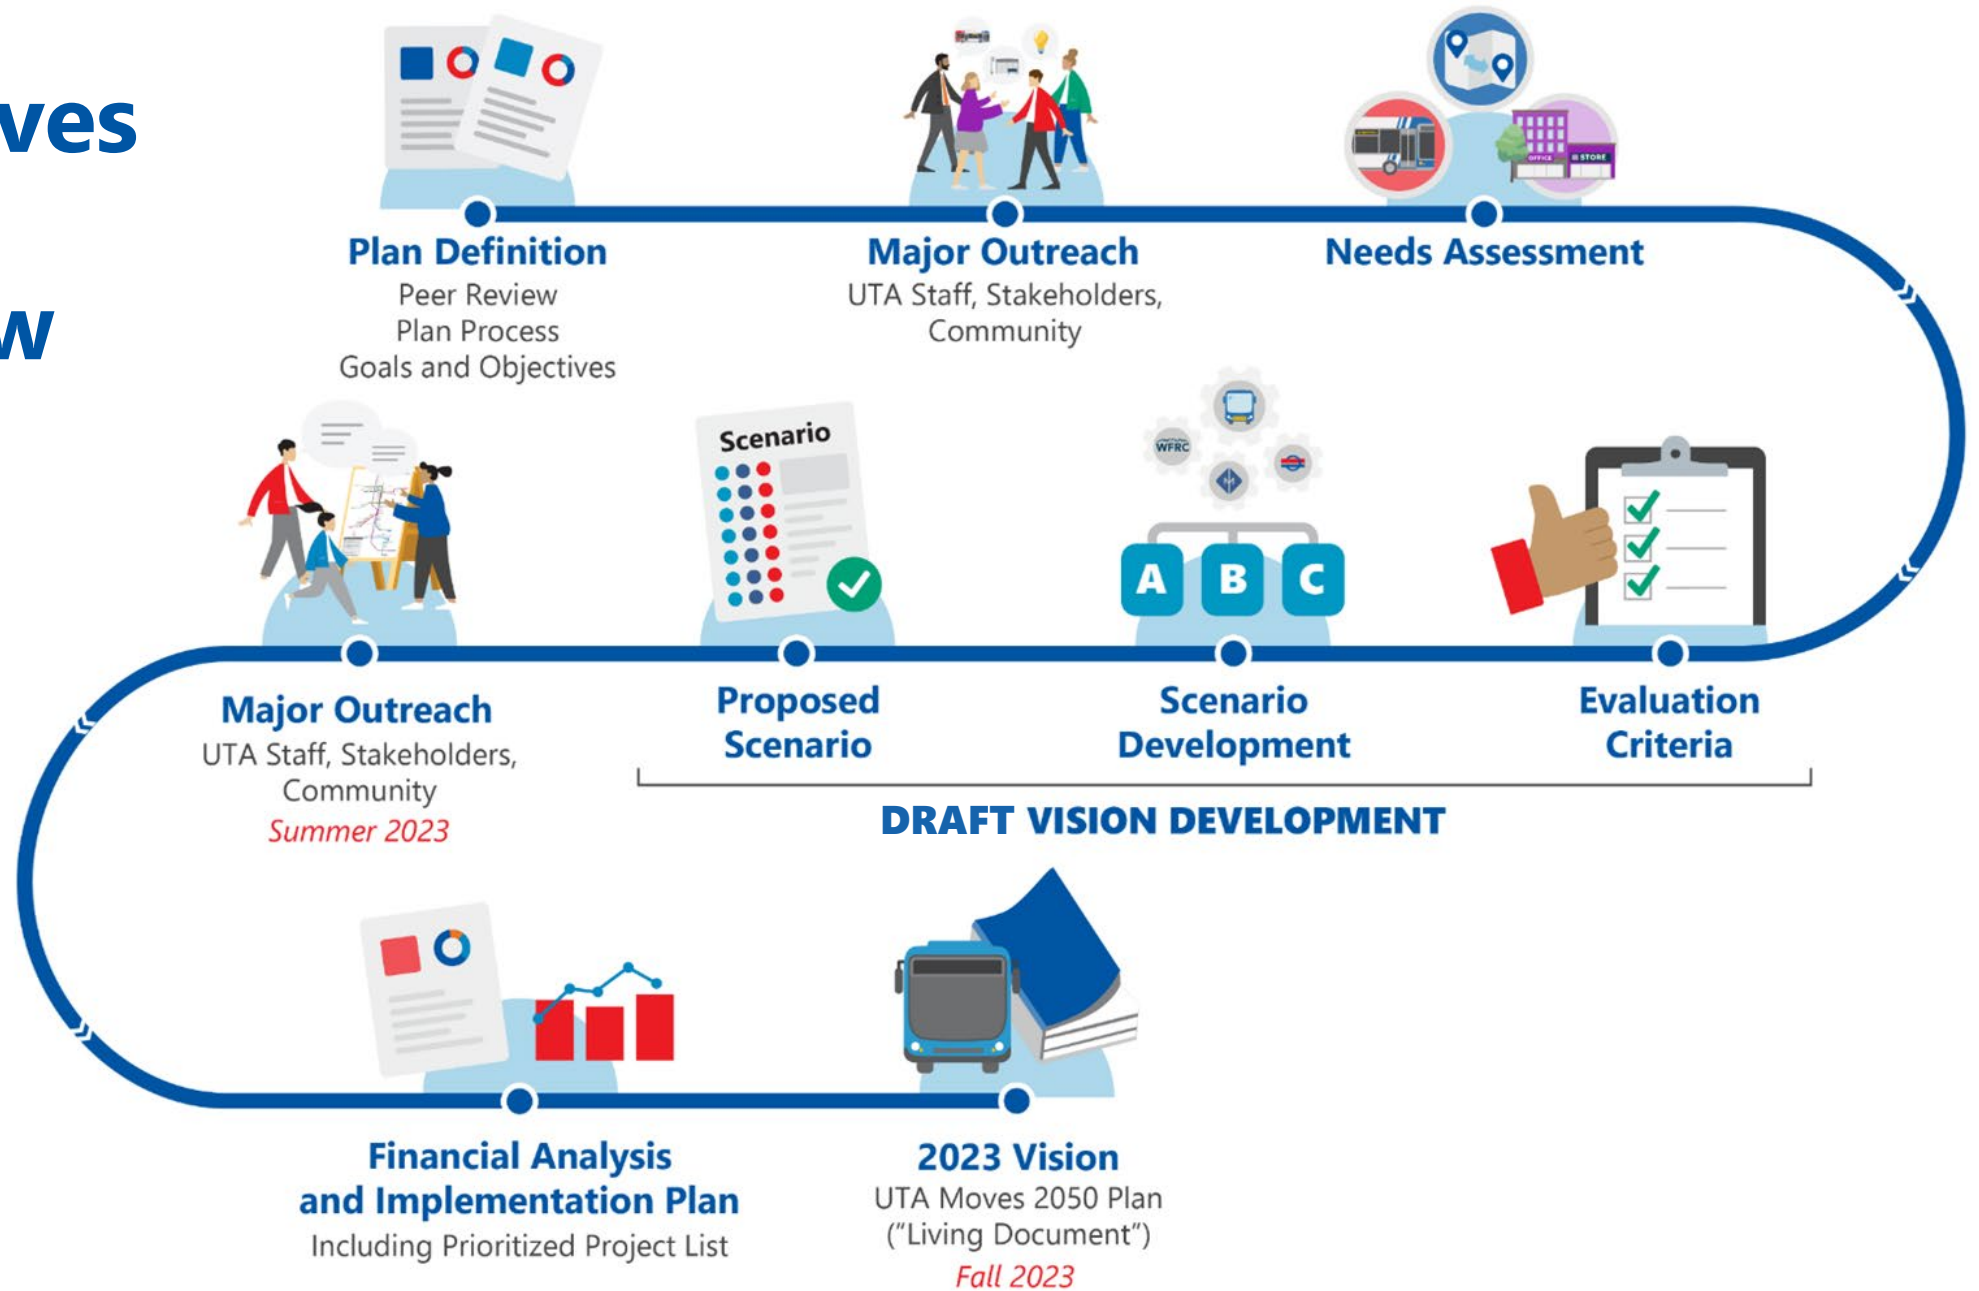 ves
w
Plan Definition
Peer Review
Plan Process
Goals and Objectives
Major Outreach
UTA Staff, Stakeholders,
Community
OFFICE
STORE
Needs Assessment
Evaluation
Criteria
WFRC
A B C
Scenario
Development
Scenario
Proposed
Scenario
DRAFT VISION DEVELOPMENT
Major Outreach
UTA Staff, Stakeholders,
Community
Summer 2023
Financial Analysis
and Implementation Plan
Including Prioritized Project List
2023 Vision
UTA Moves 2050 Plan
("Living Document")
Fall 2023